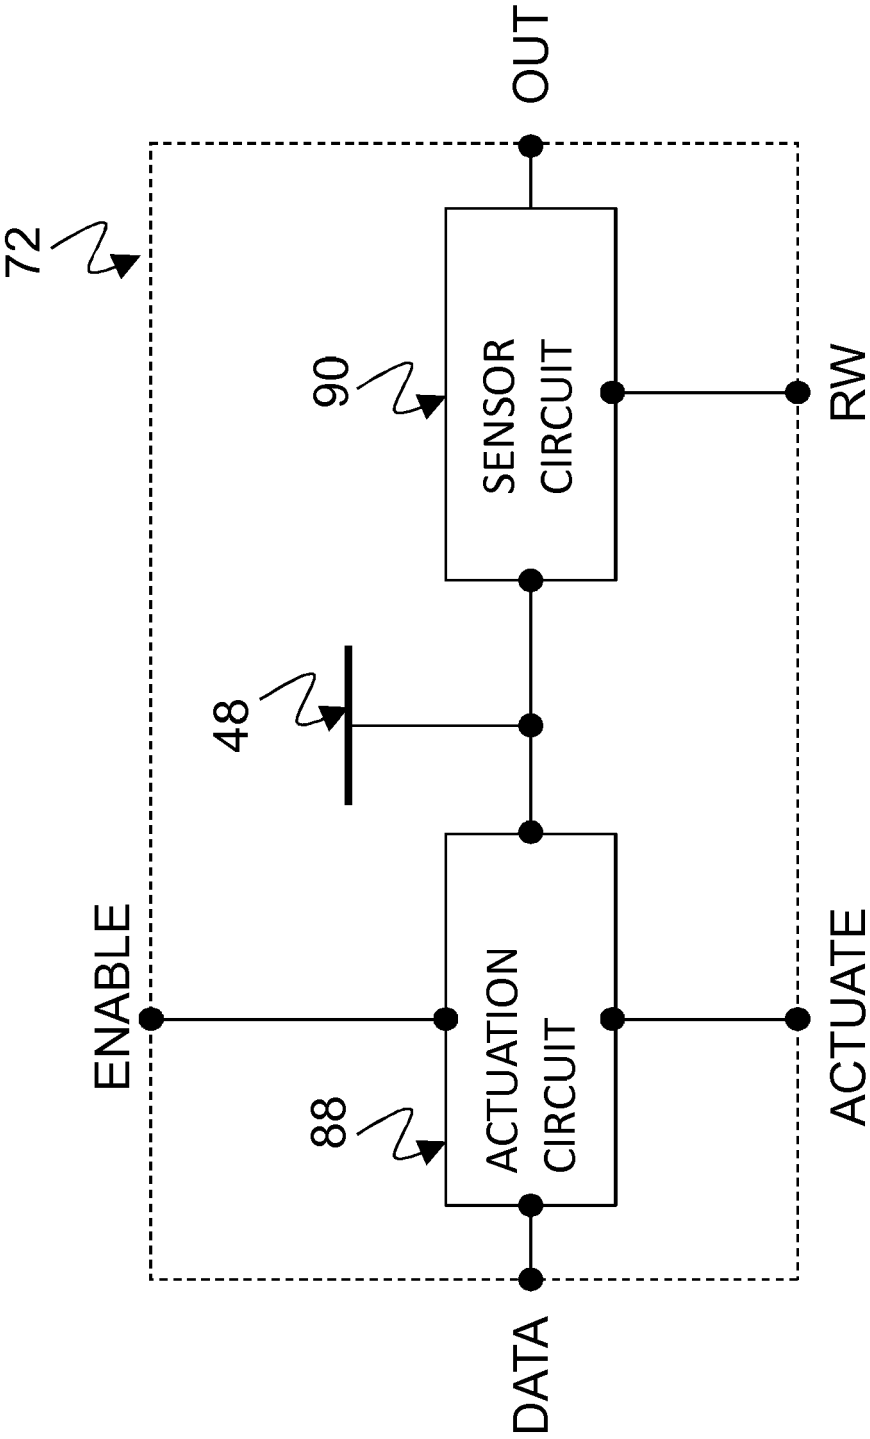 72
ENABLE
48
88
90
DATA
ACTUATION
CIRCUIT
SENSOR
CIRCUIT
OUT
ACTUATE
RW